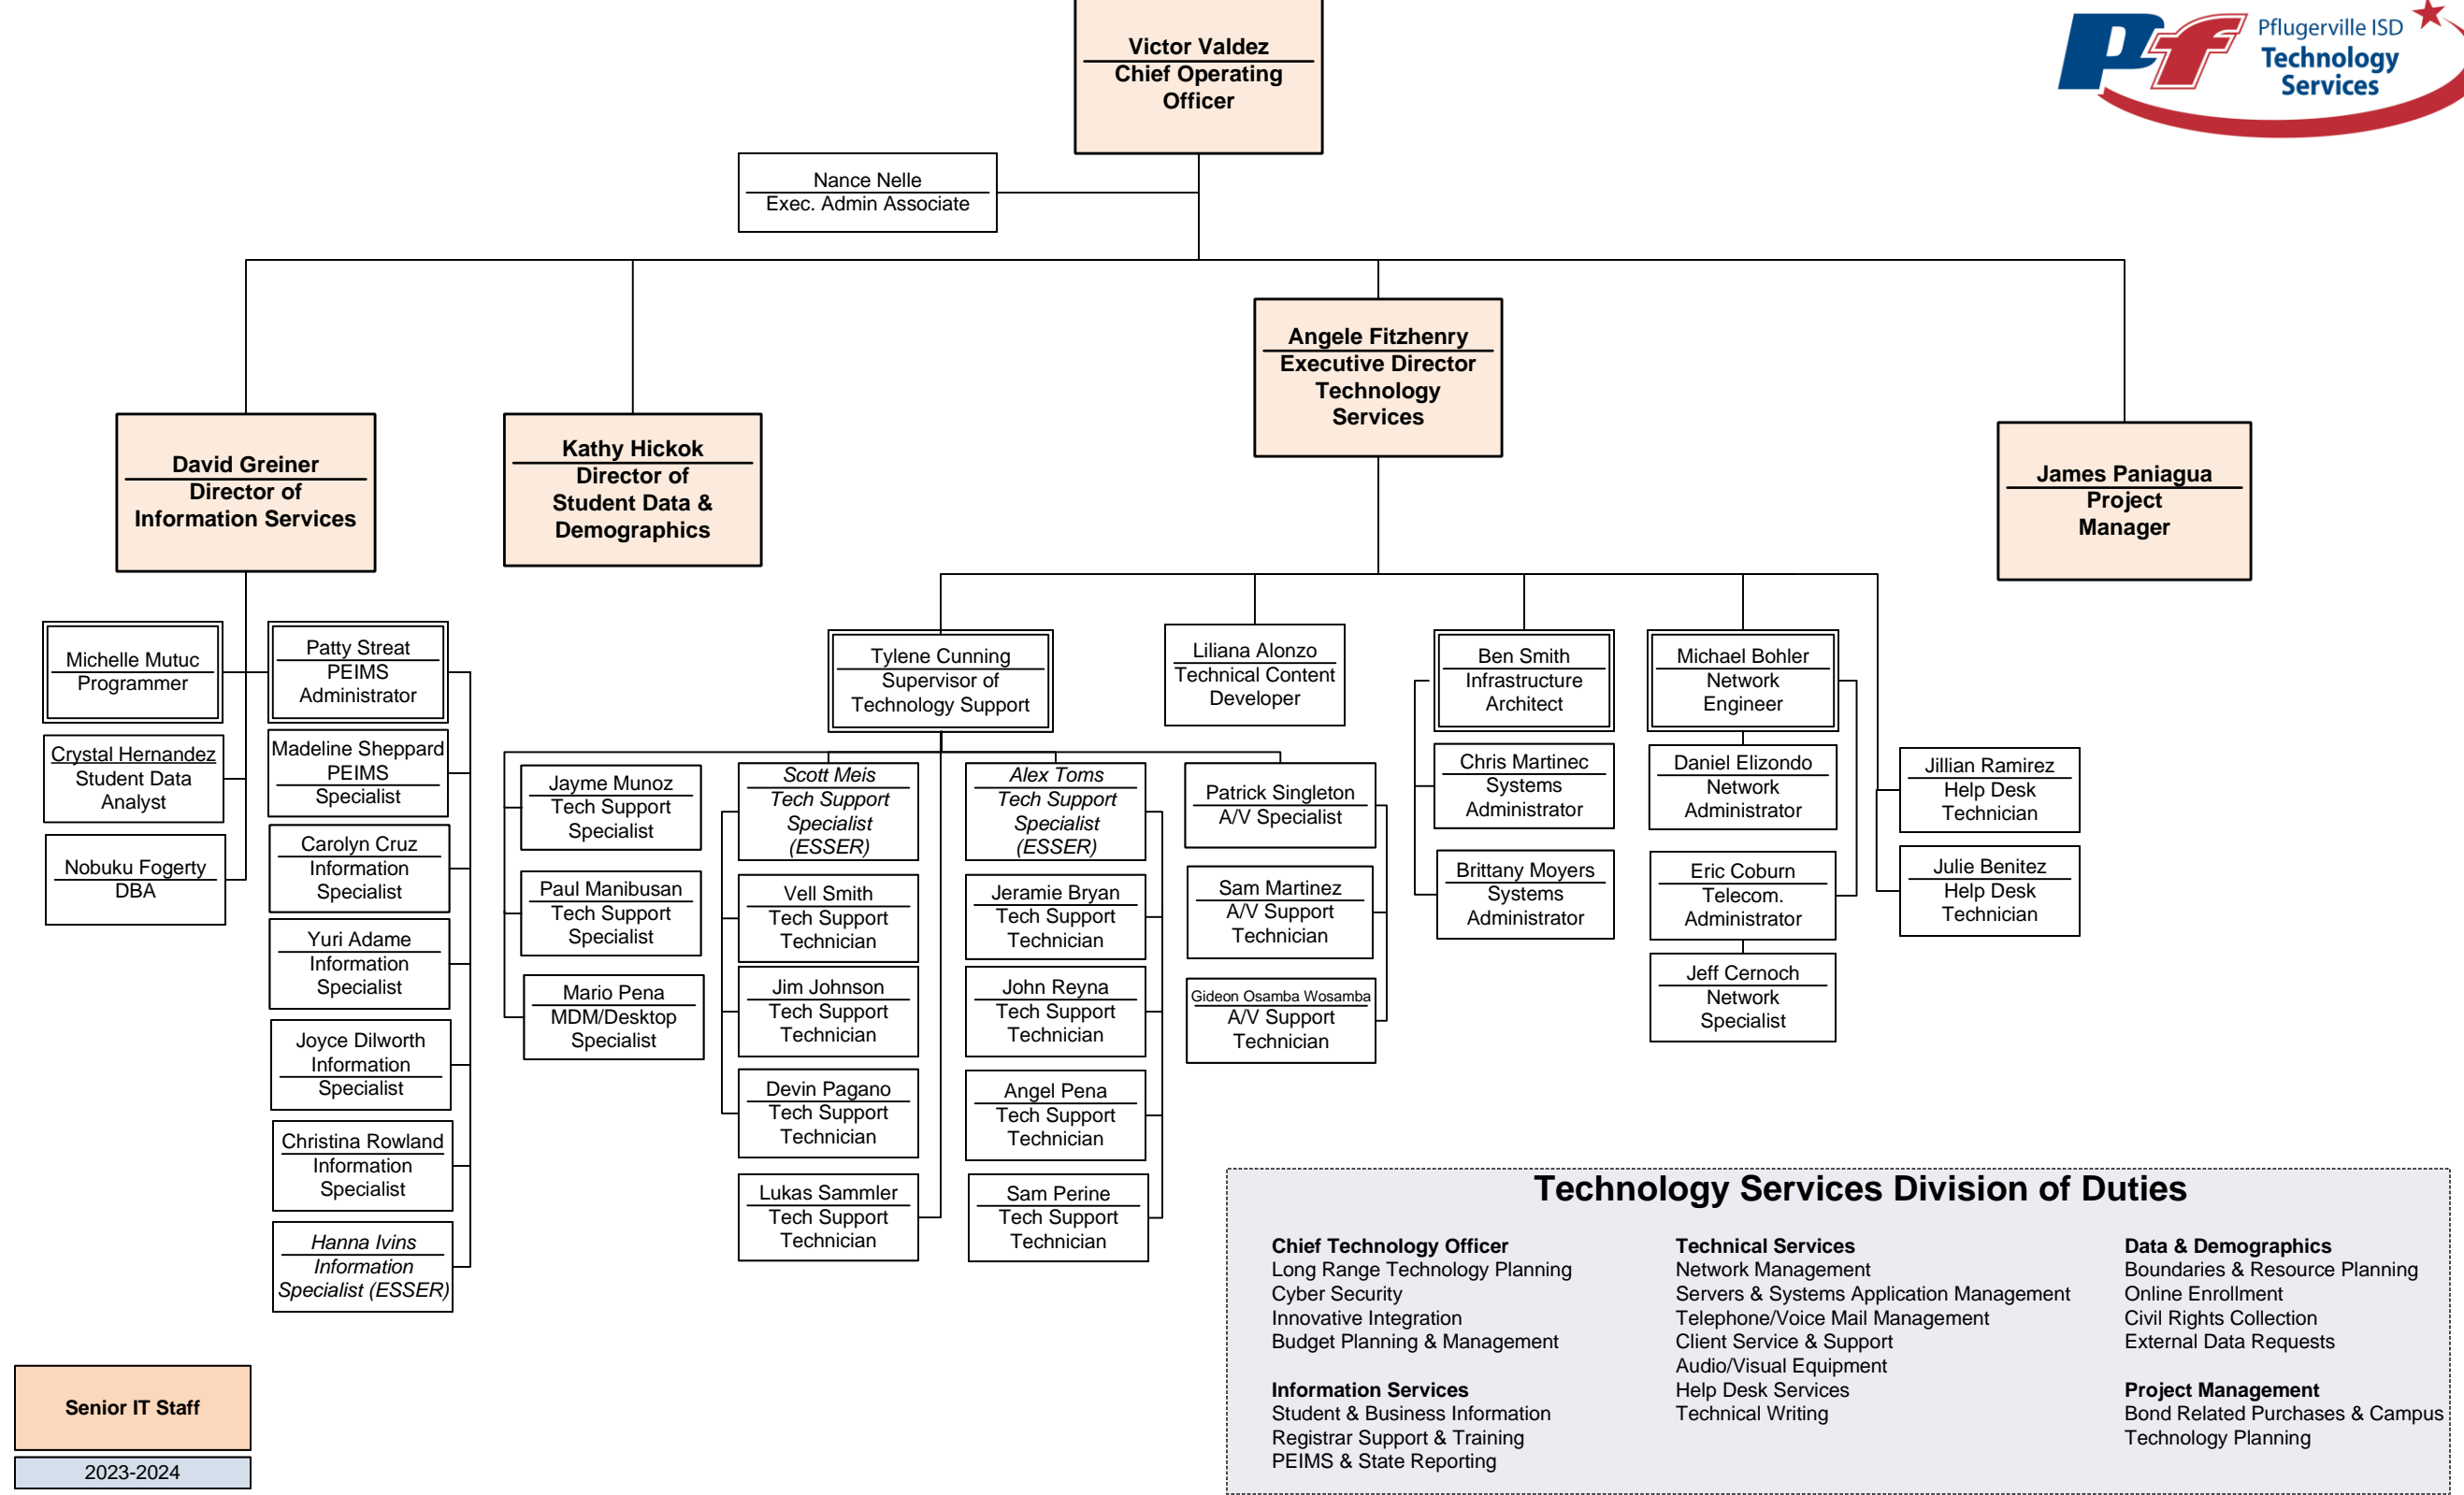 Victor Valdez
Chief Operating
Officer
Pf
Pflugerville ISD
Technology
Services
Nance Nelle
Exec. Admin Associate
Angele Fitzhenry
Executive Director
Technology
Services
David Greiner
Director of
Information Services
Kathy Hickok
Director of
Student Data &
Demographics
James Paniagua
Project
Manager
Michelle Mutuc
Programmer
Crystal Hernandez
Student Data
Analyst
Nobuku Fogerty
DBA
Patty Streat
PEIMS
Administrator
Madeline Sheppard
PEIMS
Specialist
Carolyn Cruz
Information
Specialist
Yuri Adame
Information
Specialist
Joyce Dilworth
Information
Specialist
Christina Rowland
Information
Specialist
Hanna Ivins
Information
Specialist (ESSER)
Tylene Cunning
Supervisor of
Technology Support
Jayme Munoz
Tech Support
Specialist
Paul Manibusan
Tech Support
Specialist
Mario Pena
MDM/Desktop
Specialist
Scott Meis
Tech Support
Specialist
(ESSER)
Vell Smith
Tech Support
Technician
Jim Johnson
Tech Support
Technician
Devin Pagano
Tech Support
Technician
Lukas Sammler
Tech Support
Technician
Alex Toms
Tech Support
Specialist
(ESSER)
Jeramie Bryan
Tech Support
Technician
John Reyna
Tech Support
Technician
Angel Pena
Tech Support
Technician
Sam Perine
Tech Support
Technician
Patrick Singleton
A/V Specialist
Sam Martinez
A/V Support
Technician
Gideon Osamba Wosamba
A/V Support
Technician
Liliana Alonzo
Technical Content
Developer
Ben Smith
Infrastructure
Architect
Chris Martinec
Systems
Administrator
Brittany Moyers
Systems
Administrator
Michael Bohler
Network
Engineer
Daniel Elizondo
Network
Administrator
Eric Coburn
Telecom.
Administrator
Jeff Cernoch
Network
Specialist
Jillian Ramirez
Help Desk
Technician
Julie Benitez
Help Desk
Technician
Technology Services Division of Duties
Chief Technology Officer
Long Range Technology Planning
Cyber Security
Innovative Integration
Budget Planning & Management
Information Services
Student & Business Information
Registrar Support & Training
PEIMS & State Reporting
Technical Services
Network Management
Servers & Systems Application Management
Telephone/Voice Mail Management
Client Service & Support
Audio/Visual Equipment
Help Desk Services
Technical Writing
Data & Demographics
Boundaries & Resource Planning
Online Enrollment
Civil Rights Collection
External Data Requests
Project Management
Bond Related Purchases & Campus
Technology Planning
Senior IT Staff
2023-2024